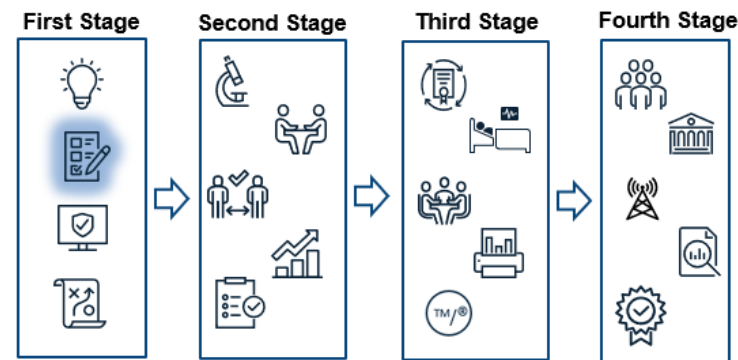 First Stage
Second Stage
Third Stage
Fourth Stage
TM/®